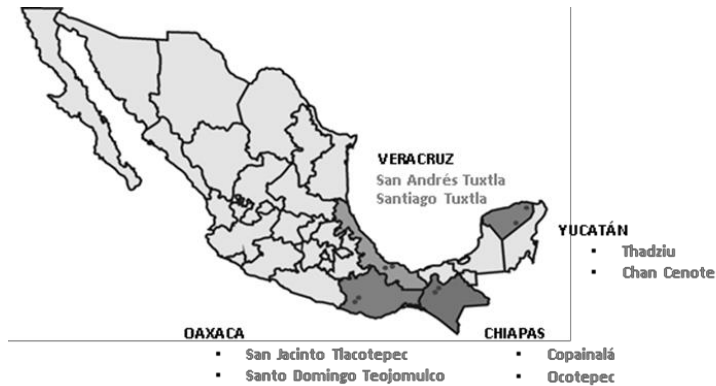 VERACRUZ
San Andrés Tuxtla
Santiago Tuxtla
YUCATÁN
▪ Thadziu
▪ Chan Cenote
OAXACA
▪ San Jacinto Tlacotepec
▪ Santo Domingo Teojomulco
CHIAPAS
▪ Copainalá
▪ Ocotepec